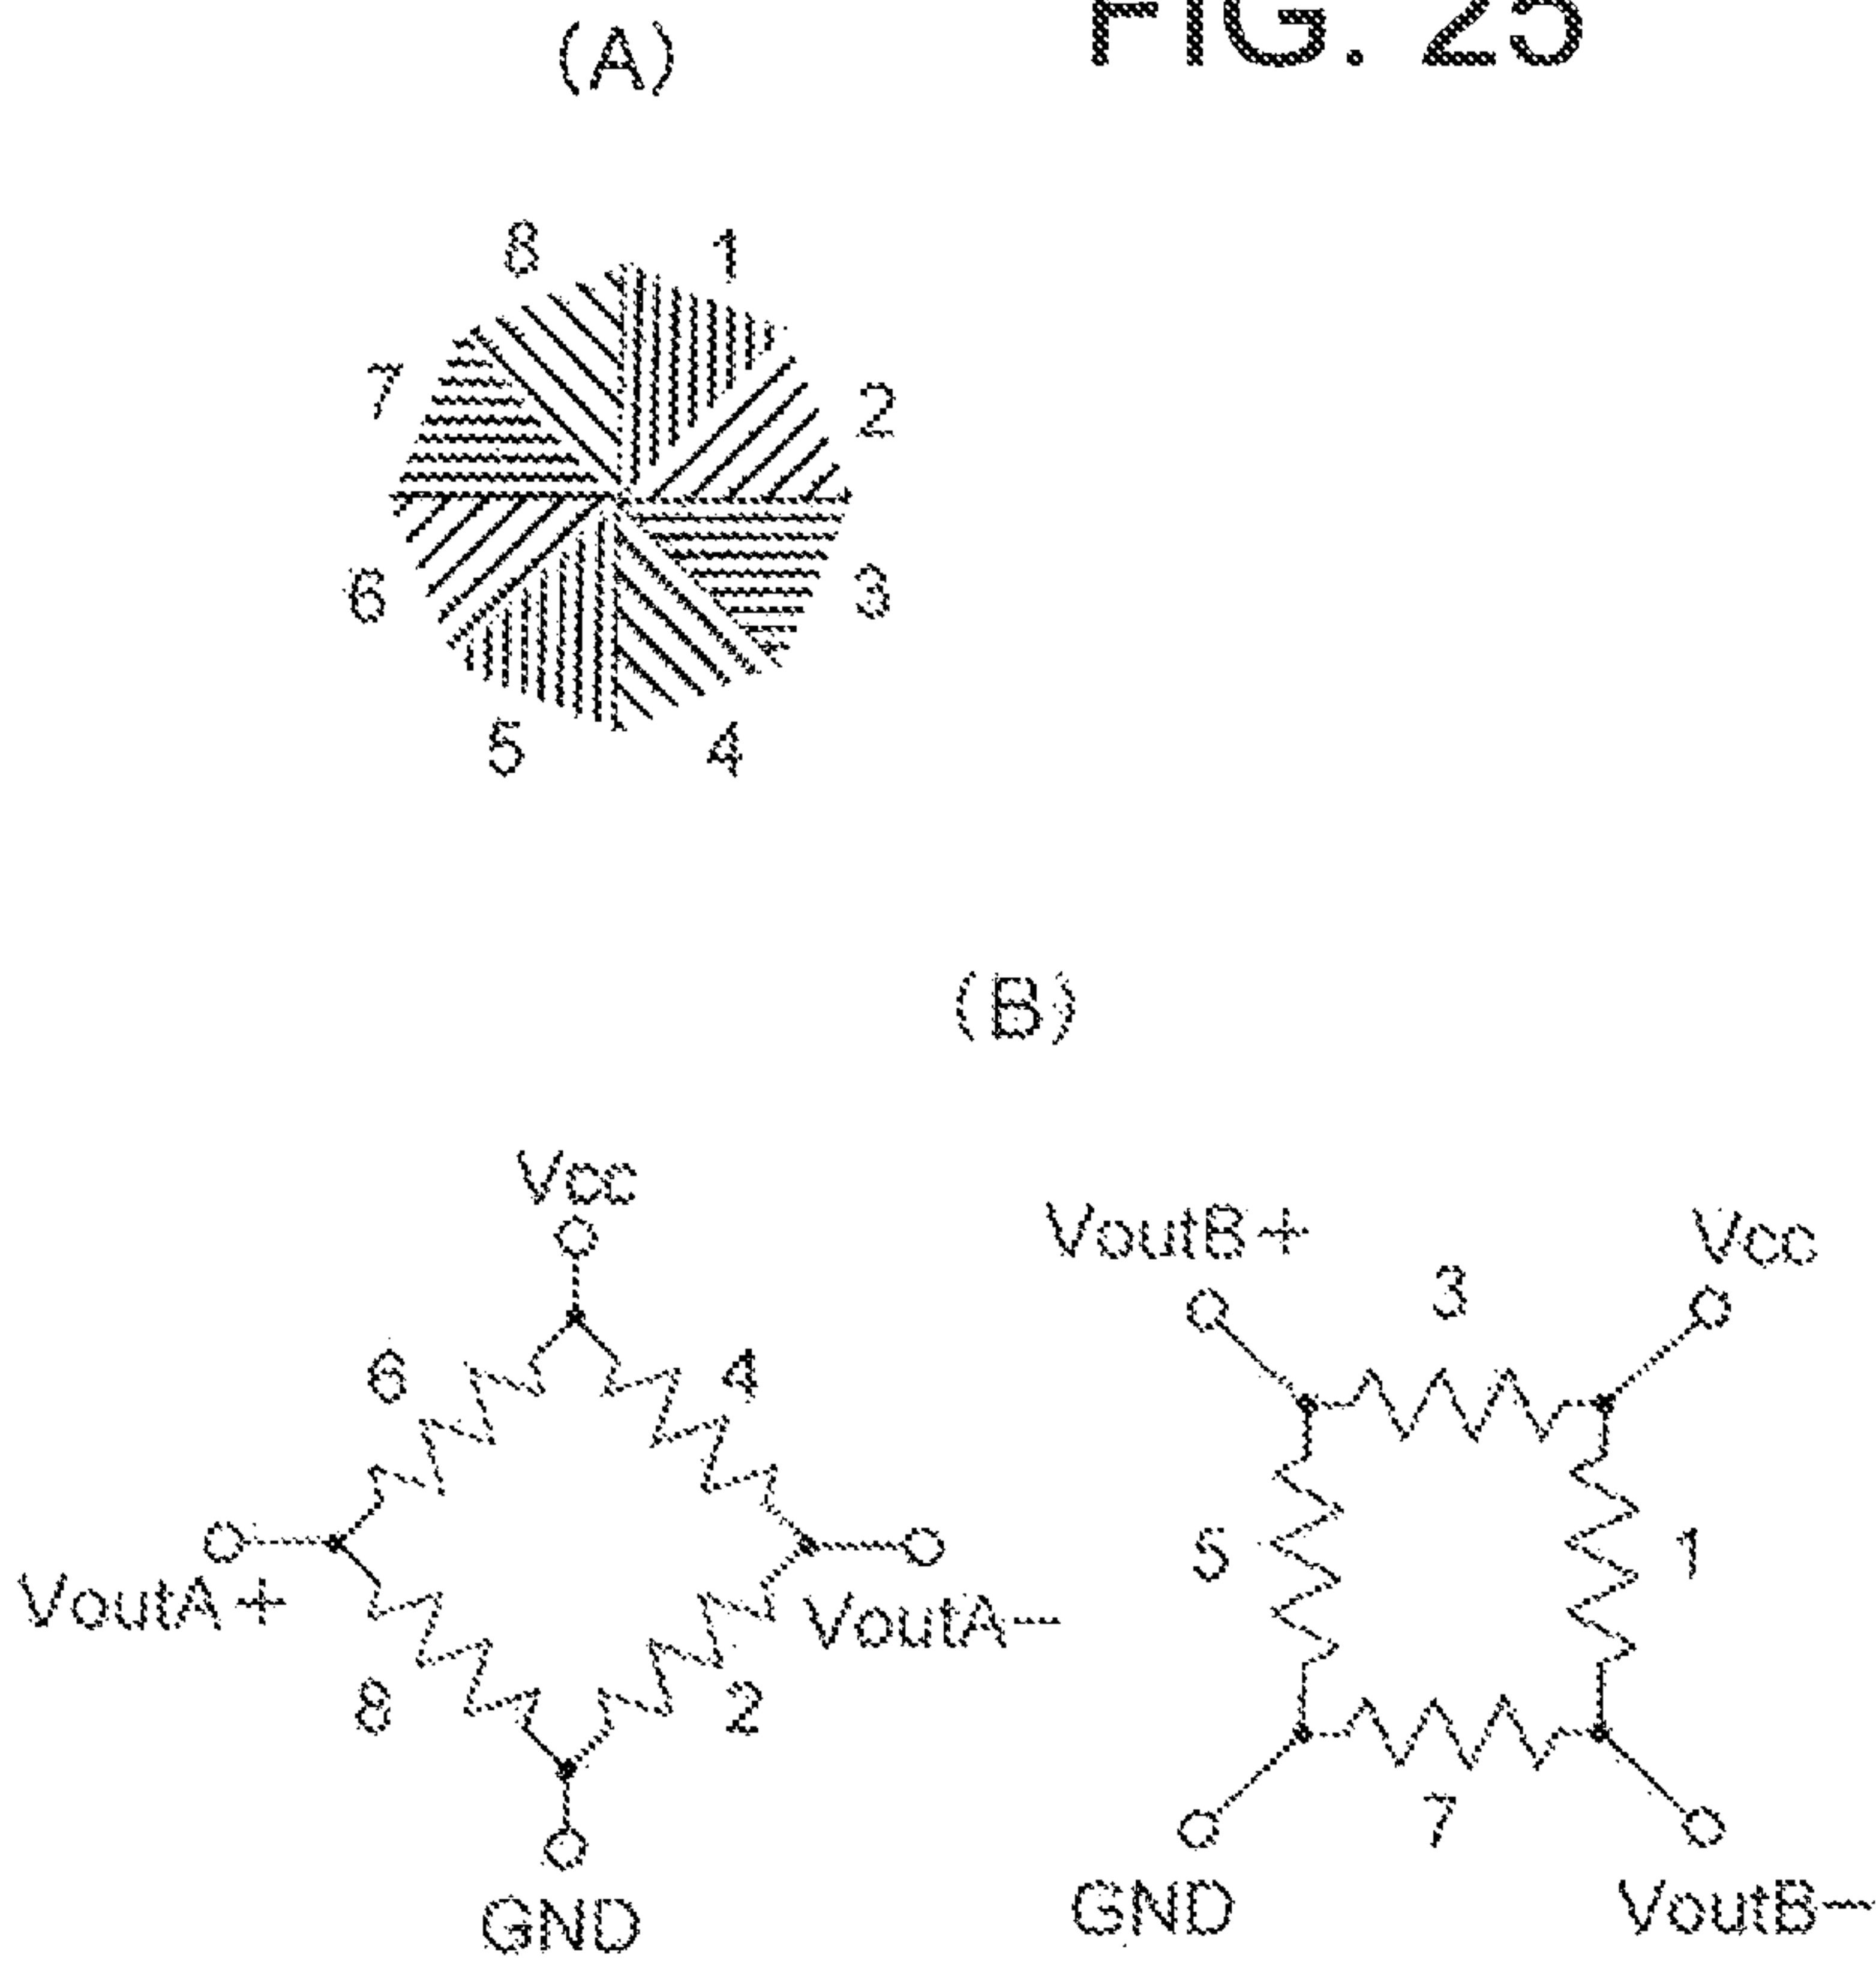 FIG. 25
(A)
8 1
7 2
6 3
5 4
(B)
Vcc
VoutB+ Vcc
3
6 4
5 1
VoutA+ VoutA−
8 2
7
GND
GND VoutB−